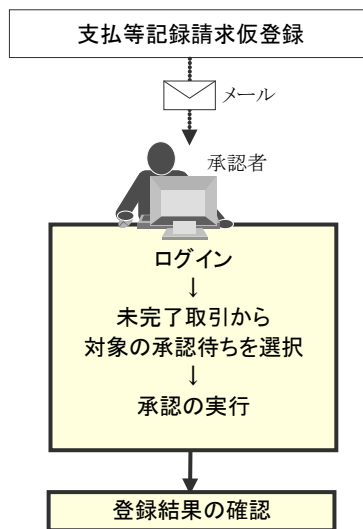 支払等記録請求仮登録
メール
承認者
ログイン
↓
未完了取引から
対象の承認待ちを選択
↓
承認の実行
登録結果の確認